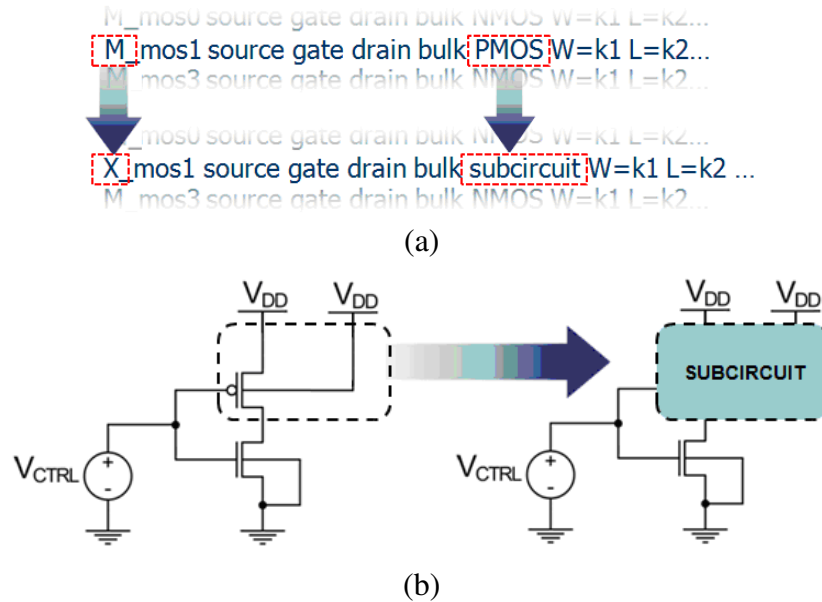 M_mos0 source gate drain bulk NMOS W=k1 L=k2...
M_mos1 source gate drain bulk PMOS W=k1 L=k2...
M_mos3 source gate drain bulk NMOS W=k1 L=k2...
M_mos0 source gate drain bulk NMOS W=k1 L=k2...
X_mos1 source gate drain bulk subcircuit W=k1 L=k2 ...
M_mos3 source gate drain bulk NMOS W=k1 L=k2...
(a)
VDD VDD VDD VDD
SUBCIRCUIT
VCTRL + - VCTRL + -
(b)